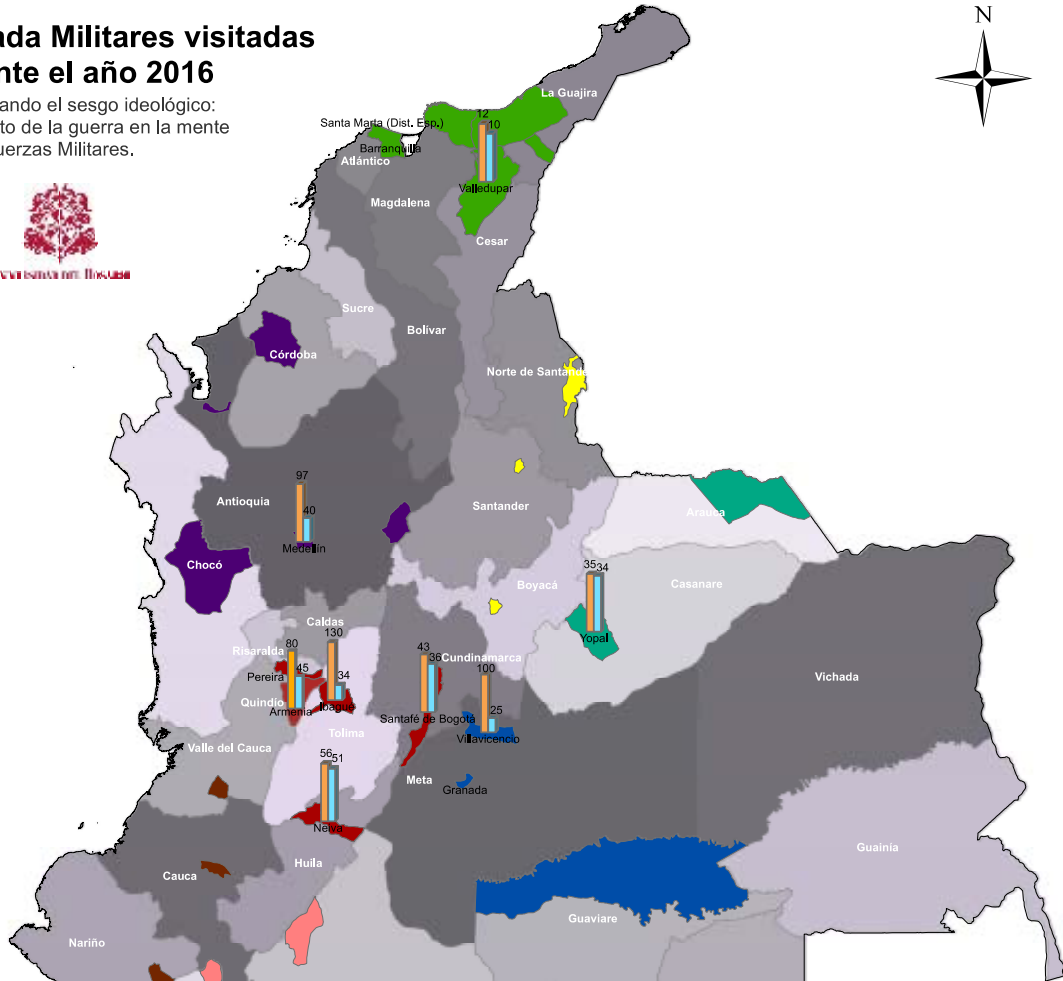 ada Militares visitadas
nte el año 2016
ando el sesgo ideológico:
to de la guerra en la mente
uerzas Militares.
N
La Guajira
12
10
Santa Marta (Dist. Esp.)
Barranquilla
Atlántico
Valledupar
Magdalena
Cesar
Sucre
Bolívar
Córdoba
Norte de Santande
97
Antioquía
40
Santander
Medellín
Arauca
Chocó
35
34
Boyacá
Casanare
Yopal
Caldas
130
Risaralda
80
43
36
Cundinamarca
Pereira
45
34
100
Vichada
Quindío
Armenia
Ibagué
Santafé de Bogotá
25
Tolima
Villavicencio
Valle del Cauca
56
51
Meta
Granada
Neiva
Huila
Guainía
Cauca
Guaviare
Nariño